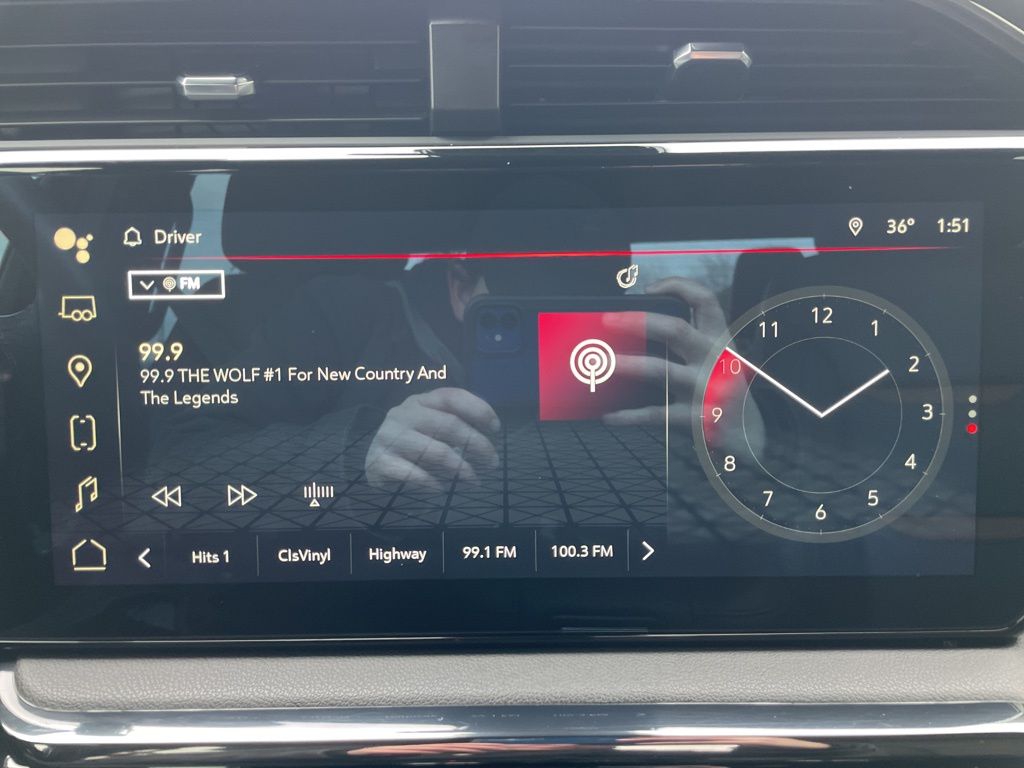 Driver
36° 1:51
FM
99.9
99.9 THE WOLF #1 For New Country And
The Legends
12
11 1
10 2
9 3
8 4
7 5
6
Hits 1 ClsVinyl Highway 99.1 FM 100.3 FM